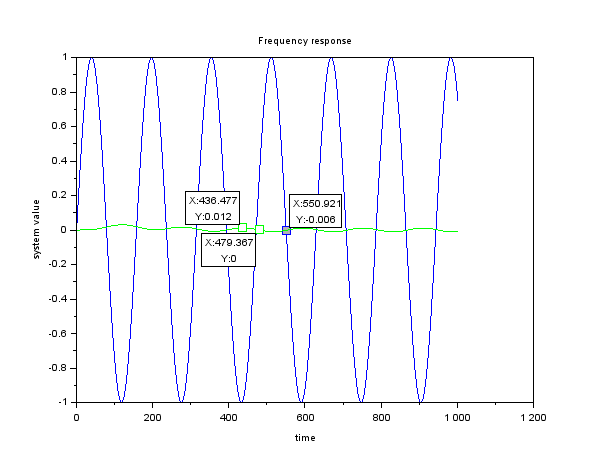 Frequency response
1
0.8
0.6
0.4
0.2
0
-0.2
-0.4
-0.6
-0.8
-1
system value
X:436.477
Y:0.012
X:550.921
Y:-0.006
X:479.367
Y:0
0 200 400 600 800 1 000 1 200
time